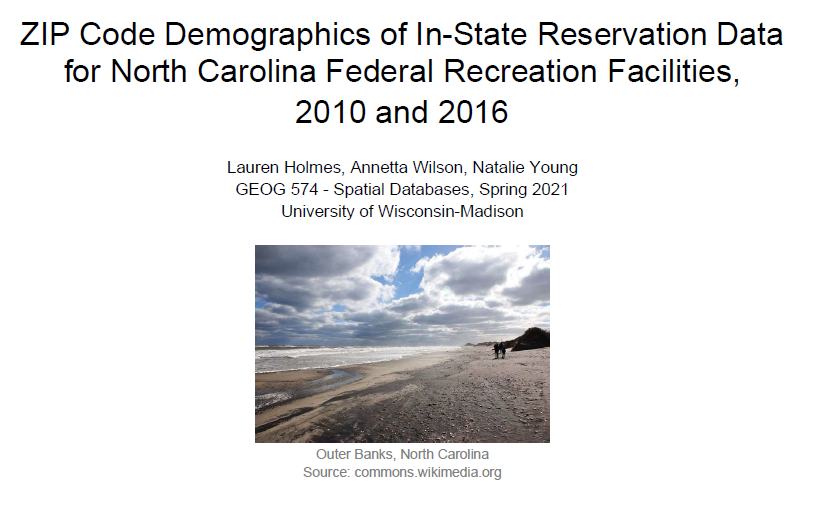 ZIP Code Demographics of In-State Reservation Data
for North Carolina Federal Recreation Facilities,
2010 and 2016
Lauren Holmes, Annetta Wilson, Natalie Young
GEOG 574 - Spatial Databases, Spring 2021
University of Wisconsin-Madison
Outer Banks, North Carolina
Source: commons.wikimedia.org